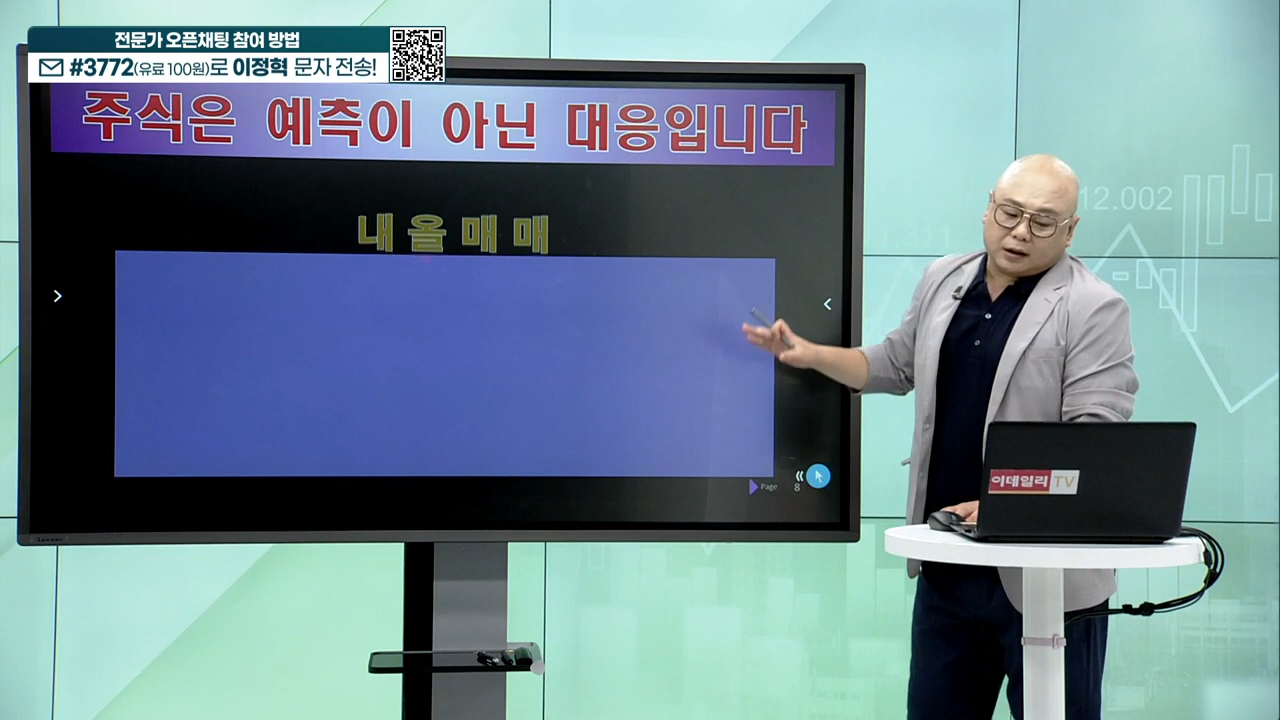 전문가 오픈채팅 참여 방법
#3772(유료 100원)로 이정혁 문자 전송!
주식은 예측이 아닌 대응입니다
내올매매
12.002
Page
8
이데일리TV